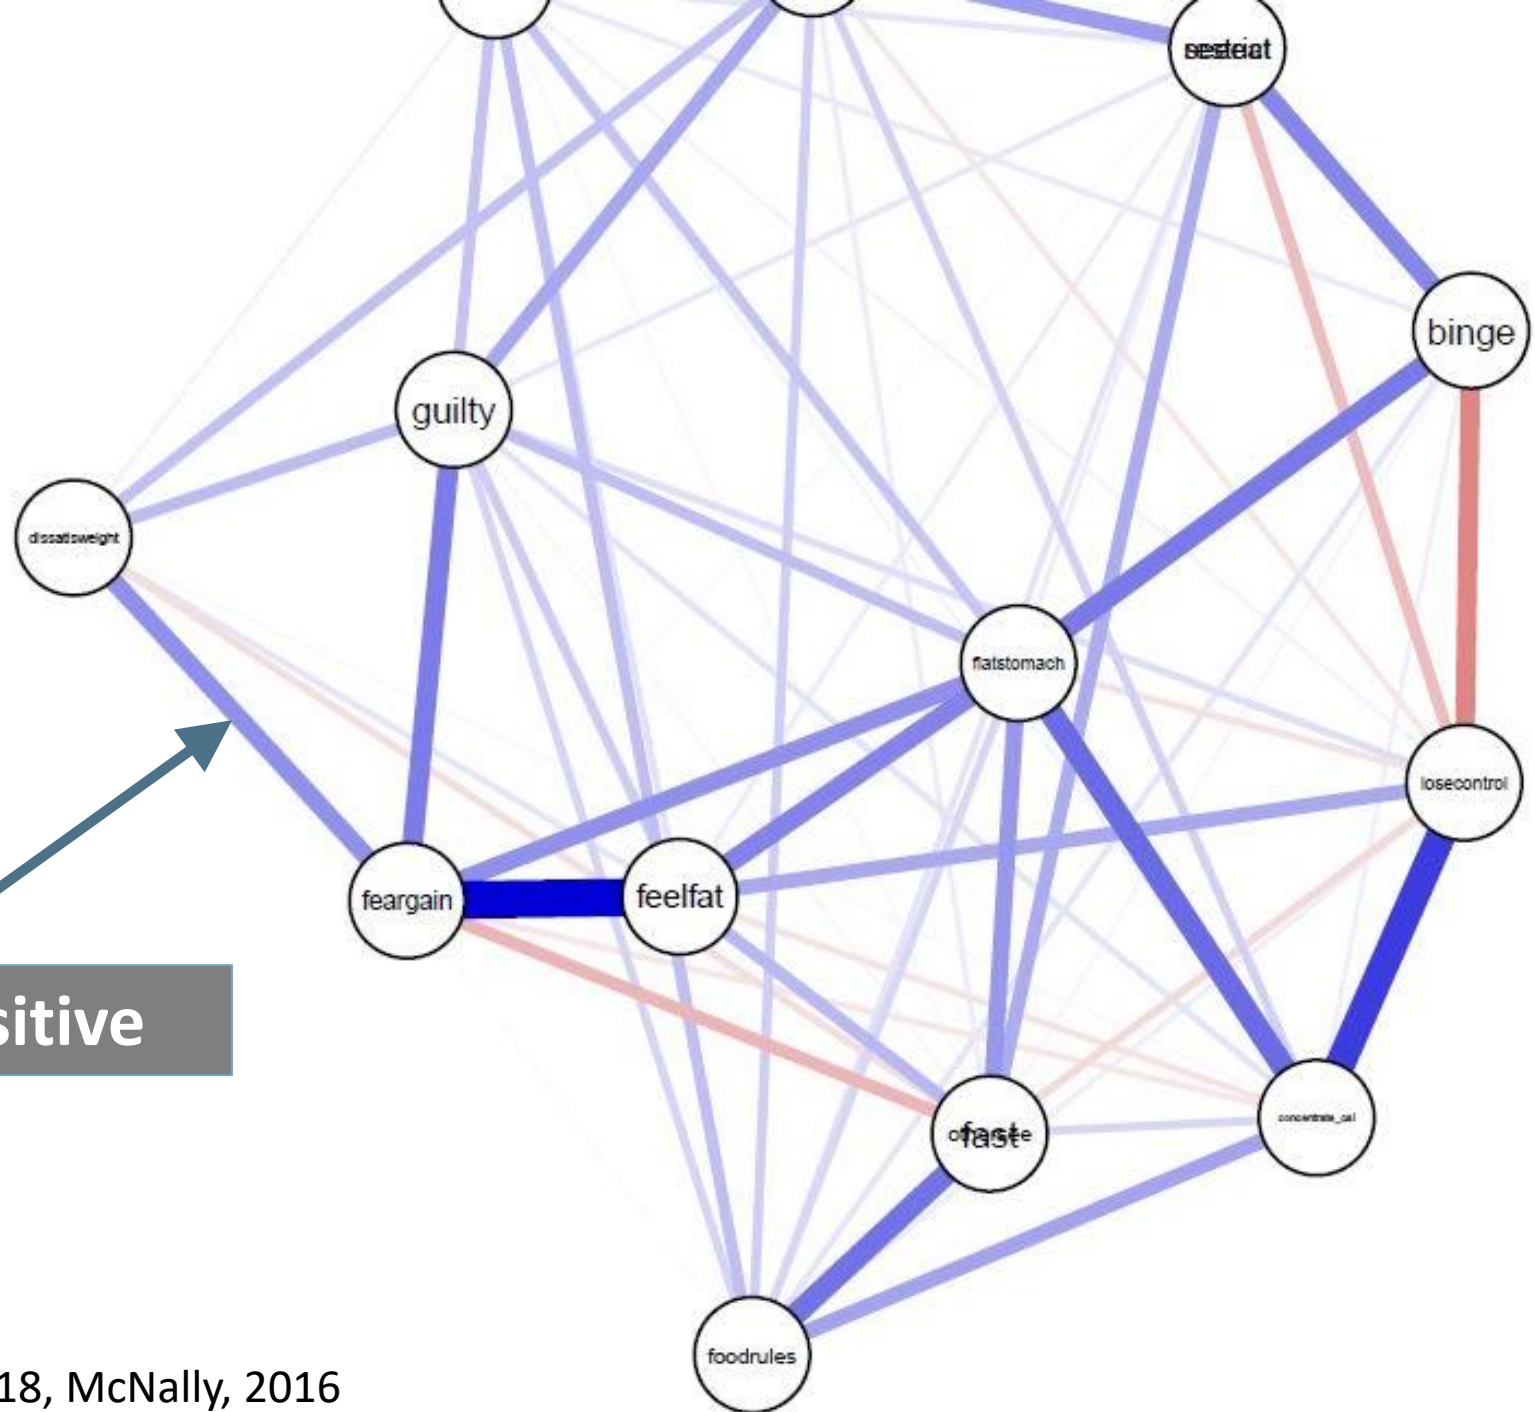 binge
guilty
dissatisweight
flatstomach
losecontrol
feargain
feelfat
sitive
fast
concentrate_cal
foodrules
18, McNally, 2016